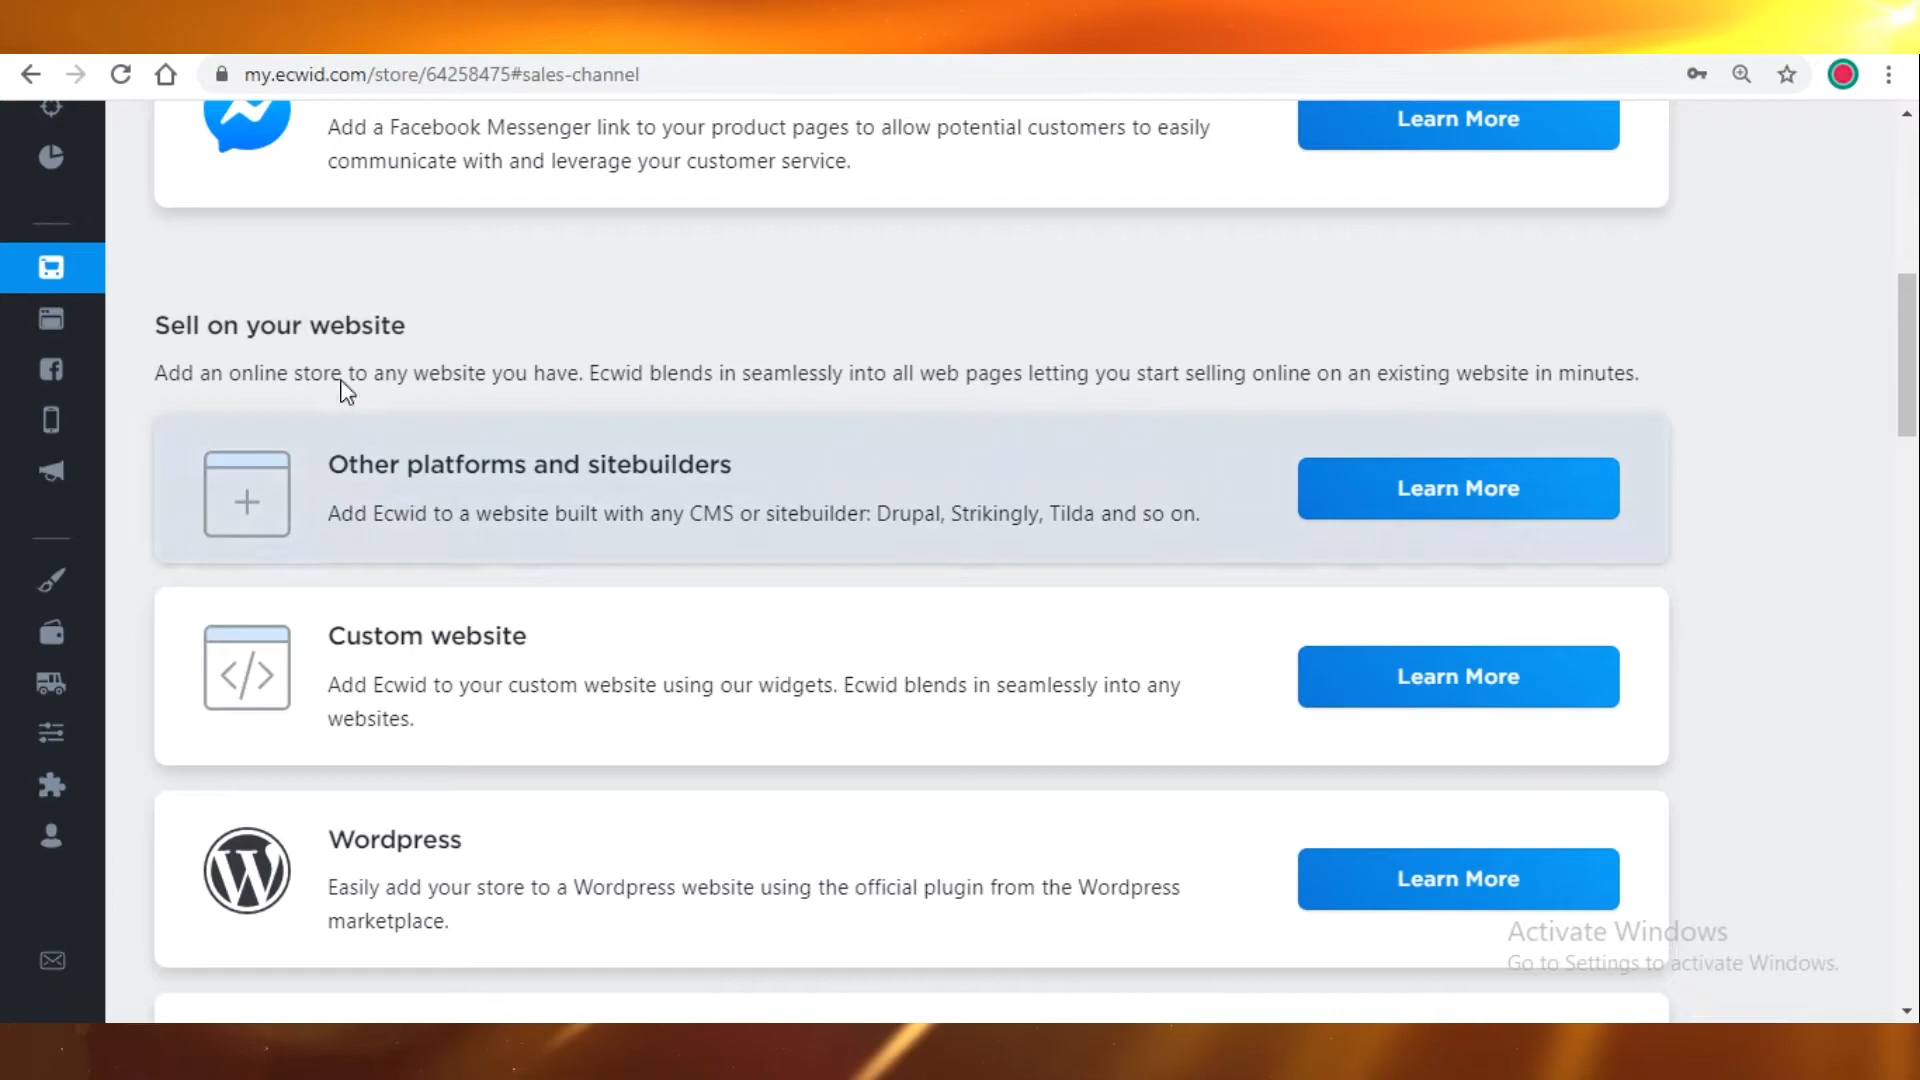 my.ecwid.com/store/64258475#sales-channel
Add a Facebook Messenger link to your product pages to allow potential customers to easily
communicate with and leverage your customer service.
Learn More
Sell on your website
Add an online store to any website you have. Ecwid blends in seamlessly into all web pages letting you start selling online on an existing website in minutes.
Other platforms and sitebuilders
Add Ecwid to a website built with any CMS or sitebuilder: Drupal, Strikingly, Tilda and so on.
Learn More
Custom website
Add Ecwid to your custom website using our widgets. Ecwid blends in seamlessly into any
websites.
Learn More
Wordpress
Easily add your store to a Wordpress website using the official plugin from the Wordpress
marketplace.
Learn More
Activate Windows
Go to Settings to activate Windows.